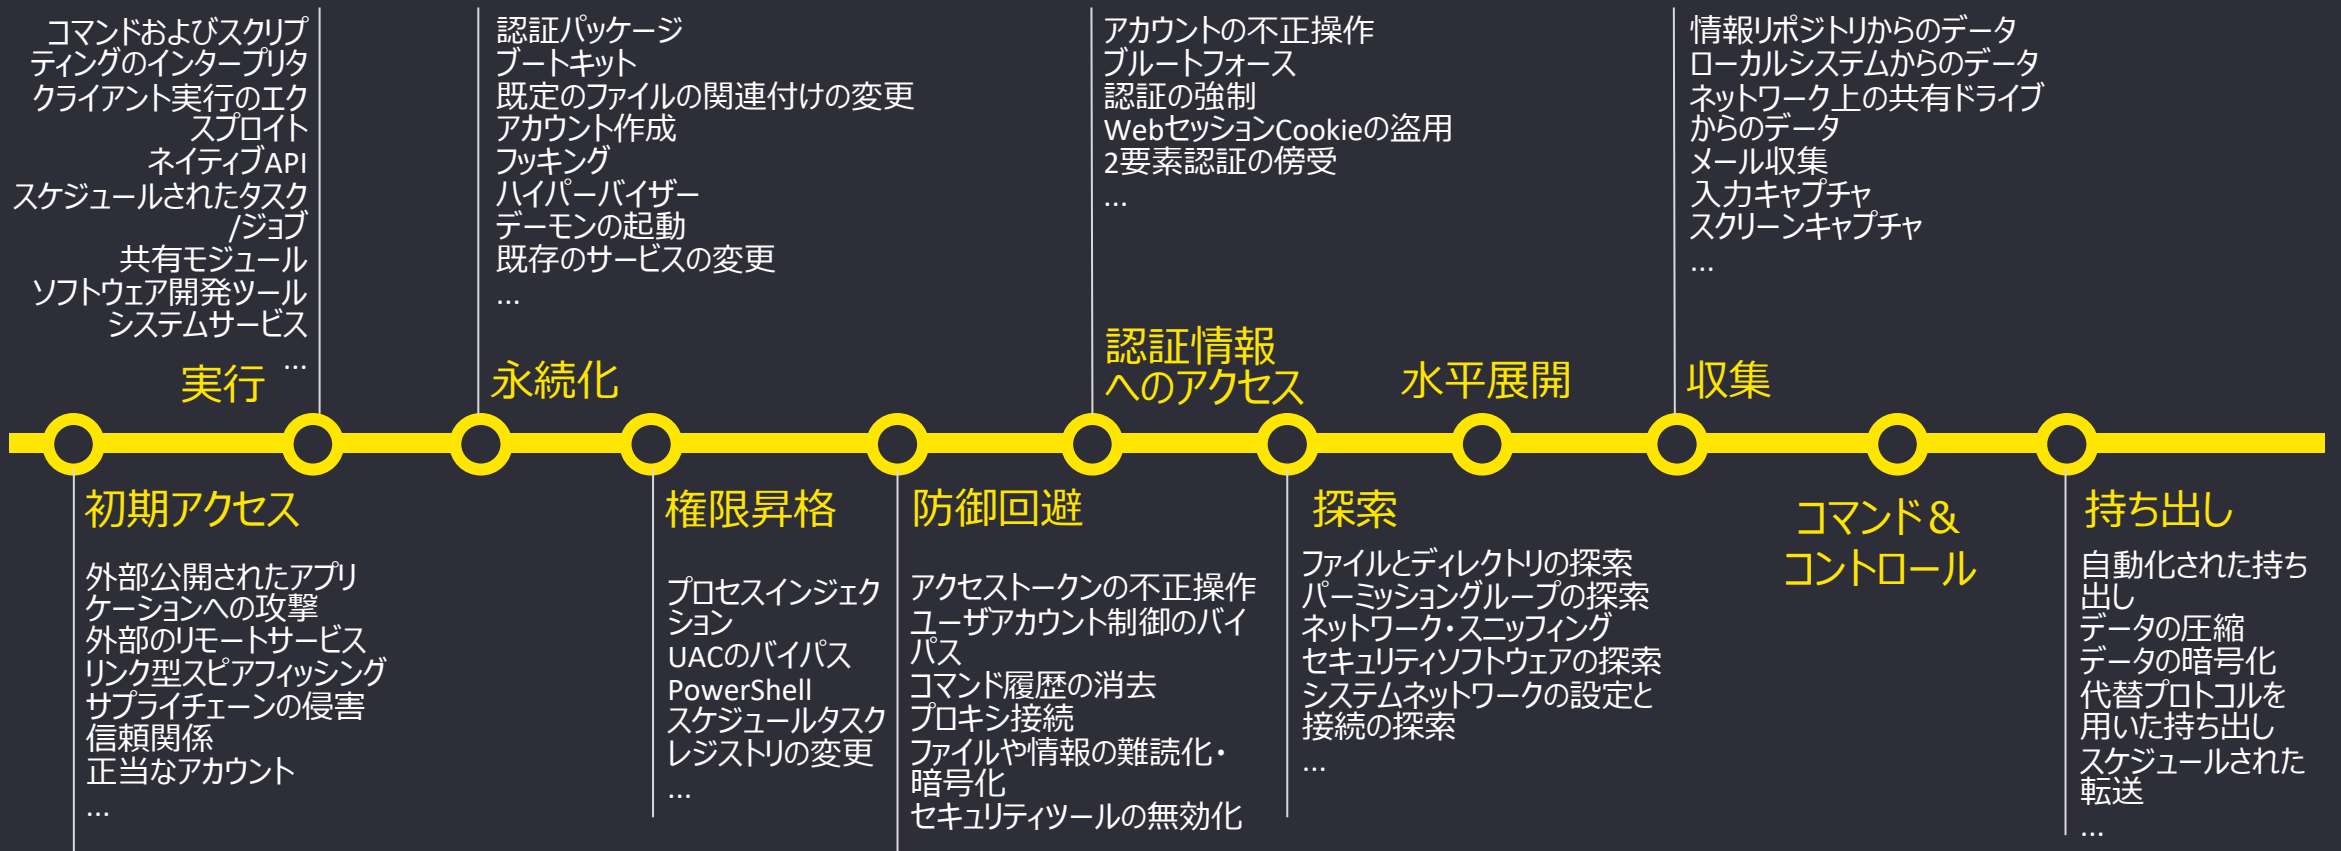 コマンドおよびスクリプ
ティングのインタープリタ
クライアント実行のエク
スプロイト
ネイティブAPI
スケジュールされたタスク
/ジョブ
共有モジュール
ソフトウェア開発ツール
システムサービス
...
実行
認証パッケージ
ブートキット
既定のファイルの関連付けの変更
アカウント作成
フッキング
ハイパーバイザー
デーモンの起動
既存のサービスの変更
...
永続化
アカウントの不正操作
ブルートフォース
認証の強制
WebセッションCookieの盗用
2要素認証の傍受
...
認証情報
へのアクセス
水平展開
情報リポジトリからのデータ
ローカルシステムからのデータ
ネットワーク上の共有ドライブ
からのデータ
メール収集
入力キャプチャ
スクリーンキャプチャ
...
収集
初期アクセス
外部公開されたアプリ
ケーションへの攻撃
外部のリモートサービス
リンク型スピアフィッシング
サプライチェーンの侵害
信頼関係
正当なアカウント
...
権限昇格
プロセスインジェク
ション
UACのバイパス
PowerShell
スケジュールタスク
レジストリの変更
...
防御回避
アクセストークンの不正操作
ユーザアカウント制御のバイ
パス
コマンド履歴の消去
プロキシ接続
ファイルや情報の難読化・
暗号化
セキュリティツールの無効化
探索
ファイルとディレクトリの探索
パーミッショングループの探索
ネットワーク・スニッフィング
セキュリティソフトウェアの探索
システムネットワークの設定と
接続の探索
...
コマンド＆
コントロール
持ち出し
自動化された持ち
出し
データの圧縮
データの暗号化
代替プロトコルを
用いた持ち出し
スケジュールされた
転送
...